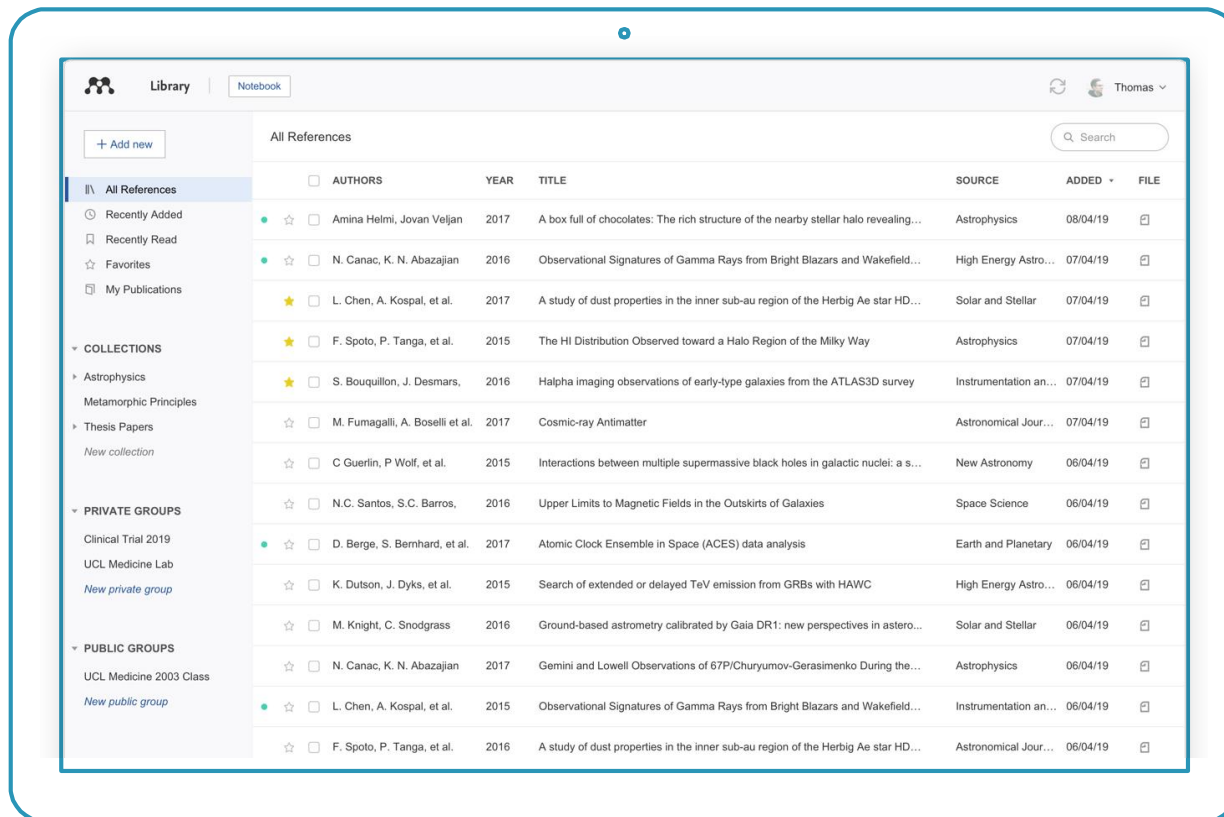 Library Notebook Thomas
+ Add new
All References
Recently Added
Recently Read
Favorites
My Publications
COLLECTIONS
Astrophysics
Metamorphic Principles
Thesis Papers
New collection
PRIVATE GROUPS
Clinical Trial 2019
UCL Medicine Lab
New private group
PUBLIC GROUPS
UCL Medicine 2003 Class
New public group
All References Search
AUTHORS YEAR TITLE SOURCE ADDED FILE
Amina Helmi, Jovan Veljan 2017 A box full of chocolates: The rich structure of the nearby stellar halo revealing... Astrophysics 08/04/19
N. Canac, K. N. Abazajian 2016 Observational Signatures of Gamma Rays from Bright Blazars and Wakefield... High Energy Astro... 07/04/19
L. Chen, A. Kospal, et al. 2017 A study of dust properties in the inner sub-au region of the Herbig Ae star HD... Solar and Stellar 07/04/19
F. Spoto, P. Tanga, et al. 2015 The HI Distribution Observed toward a Halo Region of the Milky Way Astrophysics 07/04/19
S. Bouquillon, J. Desmars, 2016 Halpha imaging observations of early-type galaxies from the ATLAS3D survey Instrumentation an... 07/04/19
M. Fumagalli, A. Boselli et al. 2017 Cosmic-ray Antimatter Astronomical Jour... 07/04/19
C Guerlin, P Wolf, et al. 2015 Interactions between multiple supermassive black holes in galactic nuclei: a s... New Astronomy 06/04/19
N.C. Santos, S.C. Barros, 2016 Upper Limits to Magnetic Fields in the Outskirts of Galaxies Space Science 06/04/19
D. Berge, S. Bernhard, et al. 2017 Atomic Clock Ensemble in Space (ACES) data analysis Earth and Planetary 06/04/19
K. Dutson, J. Dyks, et al. 2015 Search of extended or delayed TeV emission from GRBs with HAWC High Energy Astro... 06/04/19
M. Knight, C. Snodgrass 2016 Ground-based astrometry calibrated by Gaia DR1: new perspectives in astero... Solar and Stellar 06/04/19
N. Canac, K. N. Abazajian 2017 Gemini and Lowell Observations of 67P/Churyumov-Gerasimenko During the... Astrophysics 06/04/19
L. Chen, A. Kospal, et al. 2015 Observational Signatures of Gamma Rays from Bright Blazars and Wakefield... Instrumentation an... 06/04/19
F. Spoto, P. Tanga, et al. 2016 A study of dust properties in the inner sub-au region of the Herbig Ae star HD... Astronomical Jour... 06/04/19